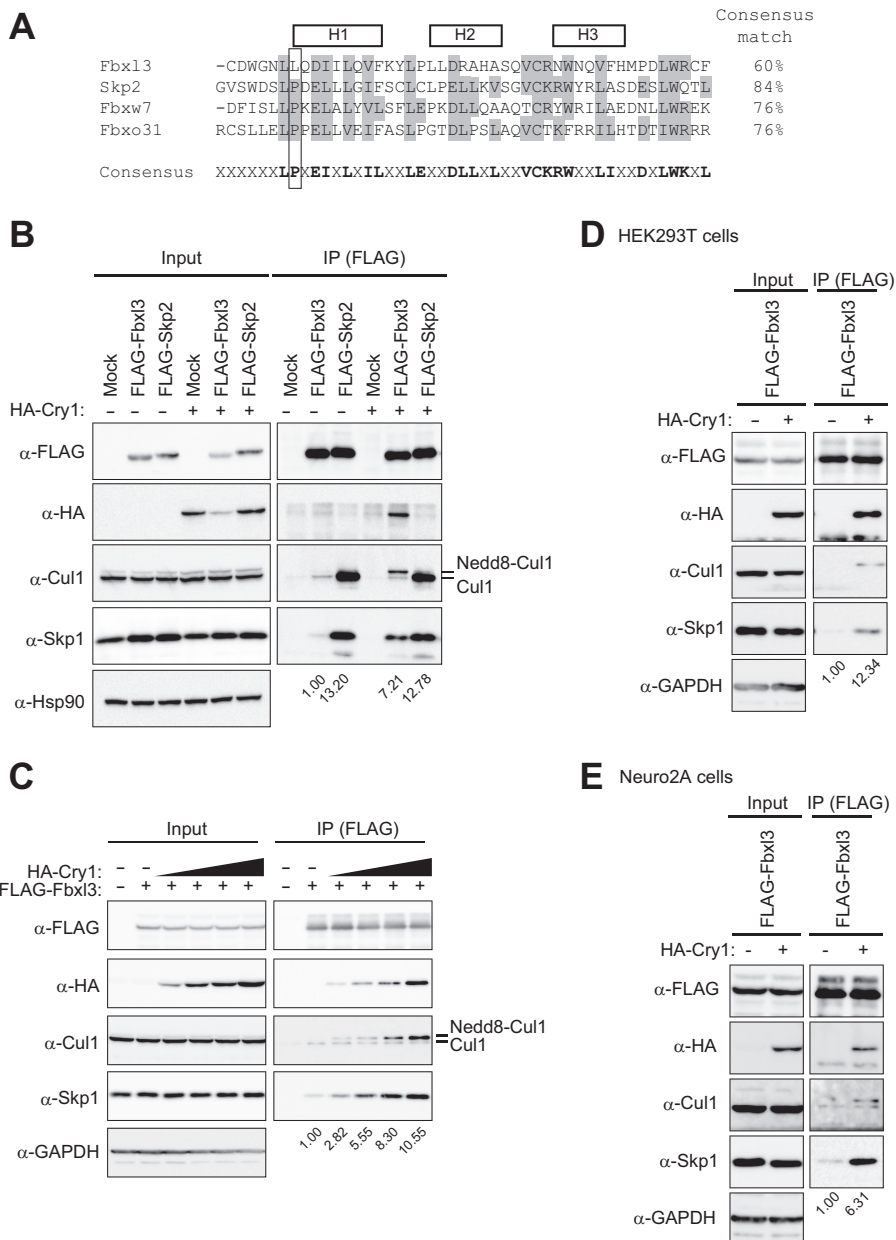 A
H1 H2 H3
Consensus
match
Fbxl3 -CDWGNLLQDIILQVFKYLPLLDRAHASQVCRNWNQVFHMPDLWRCF 60%
Skp2 GVSWDSLPDELLLGIFSCLCLPELLKVSGVCKRWYRLASDESLWQTL 84%
Fbxw7 -DFISLLPKELALYVLSFLEPKDLLQAAQTCRYWRILAEDNLLWREK 76%
Fbxo31 RCSLLELPPELLVEIFASLPGTDLPSLAQVCTKFRRILHTDTIWRRR 76%
Consensus XXXXXXLPXEIXLXILXXLEXXDLLXLXXVCKRWXXLIXXDXLWKXL
B
Input IP (FLAG)
Mock FLAG-Fbxl3 FLAG-Skp2 Mock FLAG-Fbxl3 FLAG-Skp2 Mock FLAG-Fbxl3 FLAG-Skp2 Mock FLAG-Fbxl3 FLAG-Skp2
HA-Cry1: – – – + + + – – – + + +
α-FLAG
α-HA
α-Cul1
Nedd8-Cul1
Cul1
α-Skp1
1.00 13.20 7.21 12.78
α-Hsp90
C
Input IP (FLAG)
HA-Cry1: – – – –
FLAG-Fbxl3: – + + + + + – + + + + +
α-FLAG
α-HA
α-Cul1
Nedd8-Cul1
Cul1
α-Skp1
1.00 2.82 5.55 8.30 10.55
α-GAPDH
D HEK293T cells
Input IP (FLAG)
FLAG-Fbxl3 FLAG-Fbxl3
HA-Cry1: – + – +
α-FLAG
α-HA
α-Cul1
α-Skp1
1.00 12.34
α-GAPDH
E Neuro2A cells
Input IP (FLAG)
FLAG-Fbxl3 FLAG-Fbxl3
HA-Cry1: - + - +
α-FLAG
α-HA
α-Cul1
α-Skp1
1.00 6.31
α-GAPDH